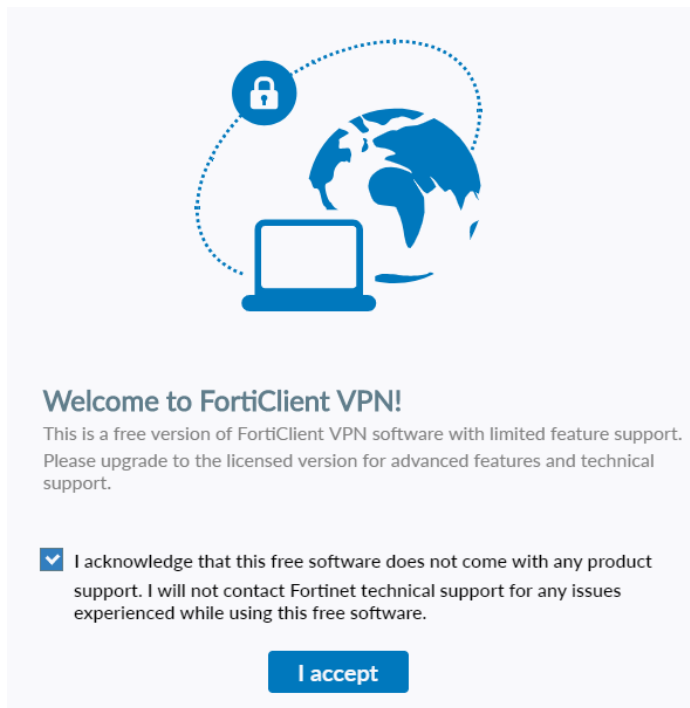 Welcome to FortiClient VPN!
This is a free version of FortiClient VPN software with limited feature support.
Please upgrade to the licensed version for advanced features and technical
support.
I acknowledge that this free software does not come with any product
support. I will not contact Fortinet technical support for any issues
experienced while using this free software.
I accept